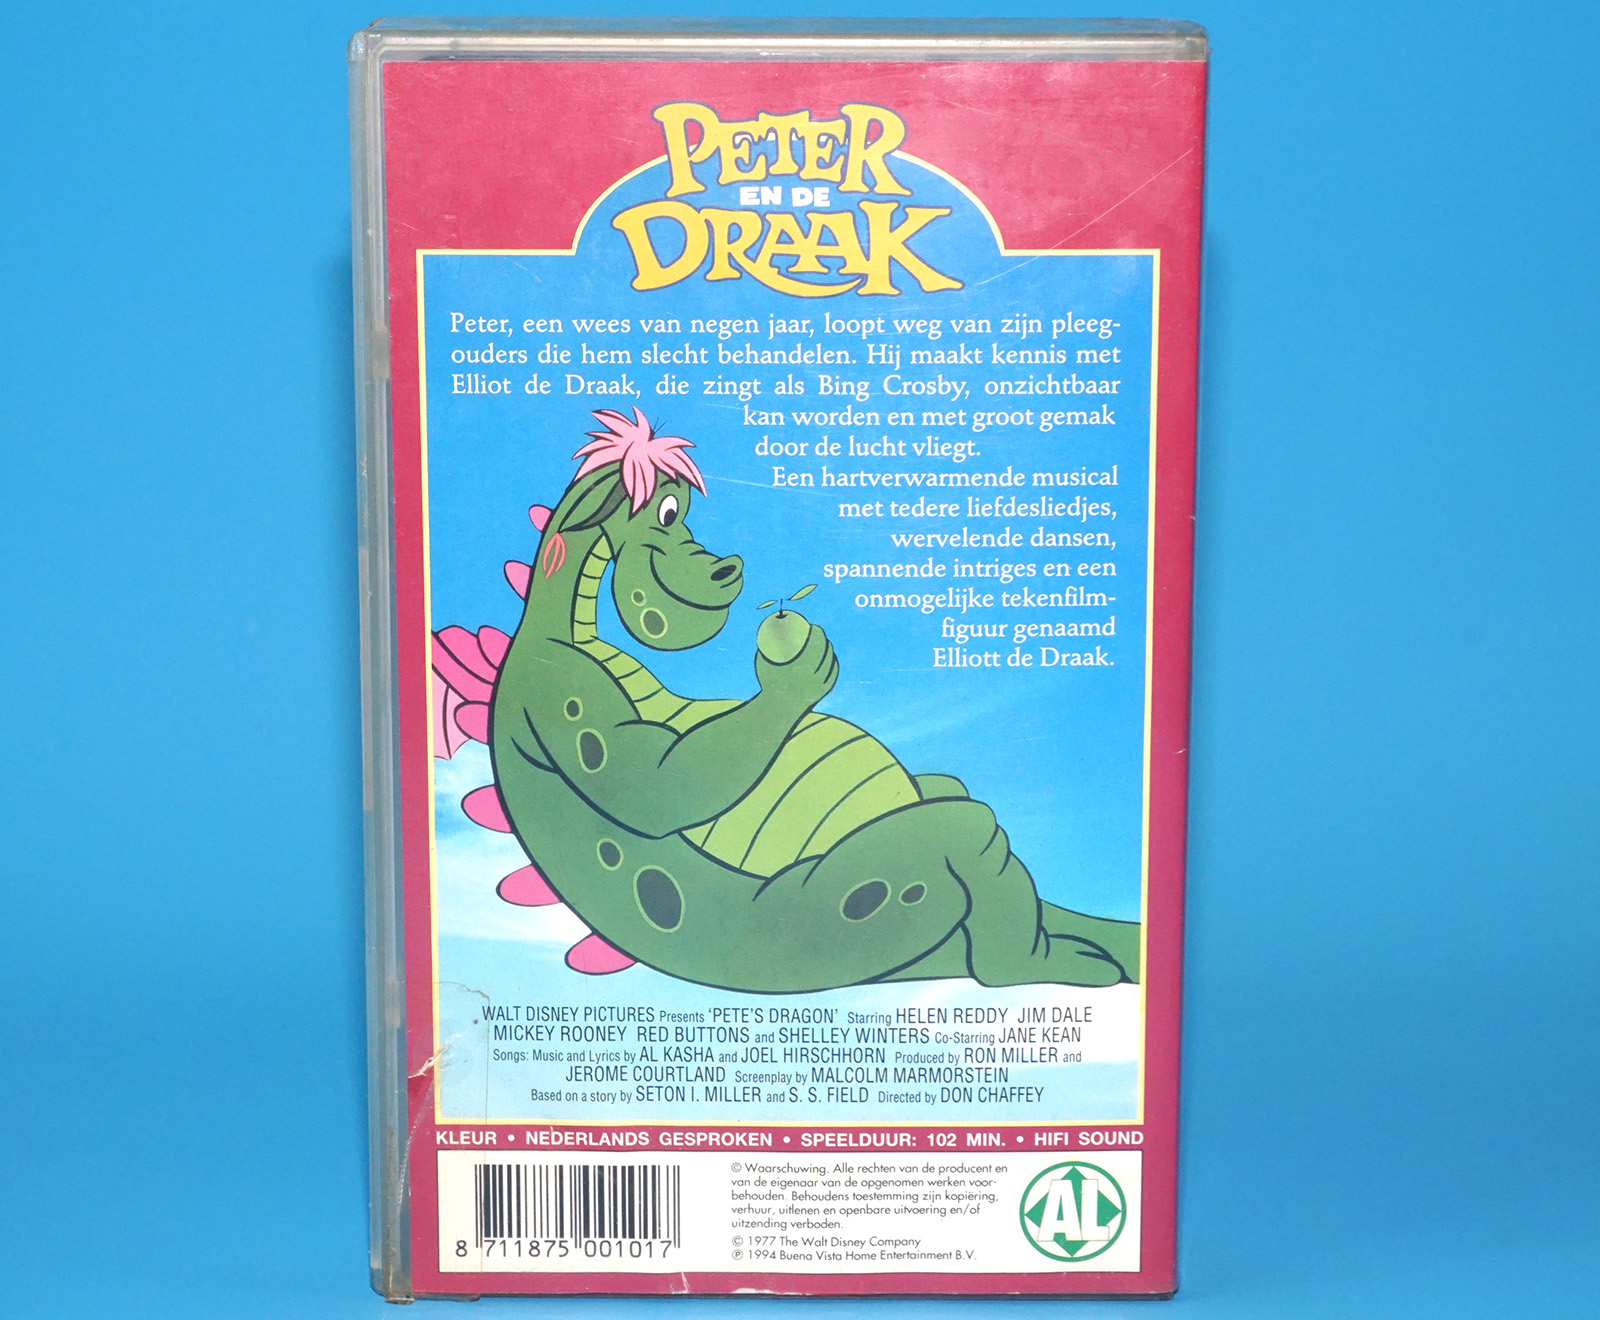 PETER
EN DE
DRAAK
Peter, een wees van negen jaar, loopt weg van zijn pleeg-
ouders die hem slecht behandelen. Hij maakt kennis met
Elliot de Draak, die zingt als Bing Crosby, onzichtbaar
kan worden en met groot gemak
door de lucht vliegt.
Een hartverwarmende musical
met tedere liefdesliedjes,
wervelende dansen,
spannende intriges en een
onmogelijke tekenfilm-
figuur genaamd
Elliott de Draak.
WALT DISNEY PICTURES Presents 'PETE'S DRAGON' Starring HELEN REDDY JIM DALE
MICKEY ROONEY RED BUTTONS and SHELLEY WINTERS Co-Starring JANE KEAN
Songs: Music and Lyrics by AL KASHA and JOEL HIRSCHHORN Produced by RON MILLER and
JEROME COURTLAND Screenplay by MALCOLM MARMORSTEIN
Based on a story by SETON I. MILLER and S. S. FIELD Directed by DON CHAFFEY
KLEUR • NEDERLANDS GESPROKEN • SPEELDUUR: 102 MIN. • HIFI SOUND
© Waarschuwing. Alle rechten van de producent en
van de eigenaar van de opgenomen werken voor-
behouden. Behoudens toestemming zijn kopiëring,
verhuur, uitlenen en openbare uitvoering en/of
uitzending verboden.
© 1977 The Walt Disney Company
℗ 1994 Buena Vista Home Entertainment B.V.
8 711875 001017
AL